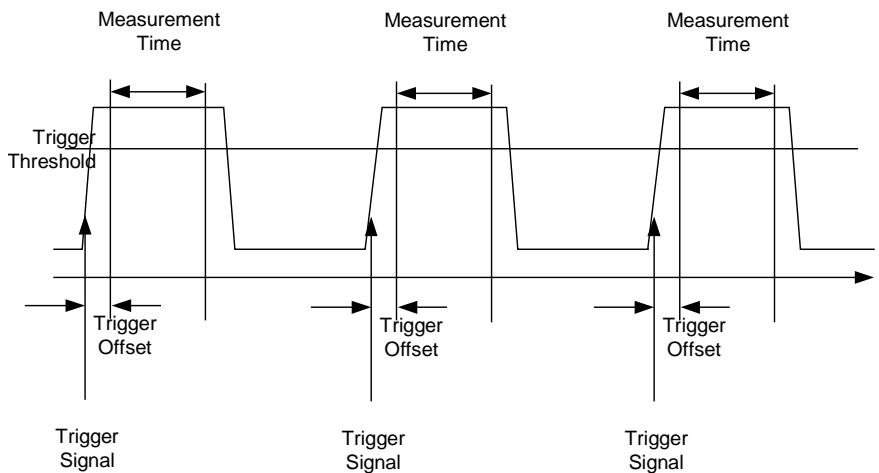 Measurement
Time
Measurement
Time
Measurement
Time
Trigger
Threshold
Trigger
Offset
Trigger
Offset
Trigger
Offset
Trigger
Signal
Trigger
Signal
Trigger
Signal